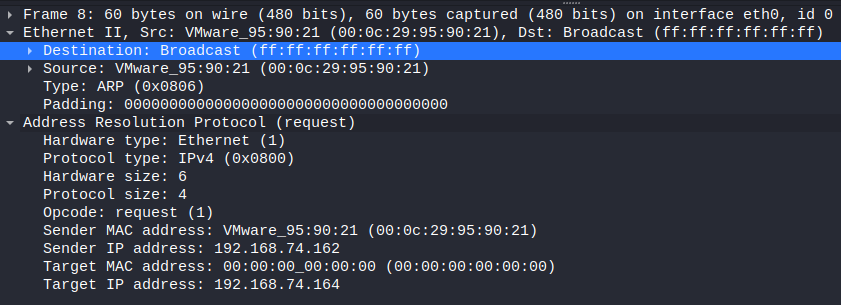 Frame 8: 60 bytes on wire (480 bits), 60 bytes captured (480 bits) on interface eth0, id 0
Ethernet II, Src: VMware_95:90:21 (00:0c:29:95:90:21), Dst: Broadcast (ff:ff:ff:ff:ff:ff)
Destination: Broadcast (ff:ff:ff:ff:ff:ff)
Source: VMware_95:90:21 (00:0c:29:95:90:21)
Type: ARP (0x0806)
Padding: 000000000000000000000000000000000000
Address Resolution Protocol (request)
Hardware type: Ethernet (1)
Protocol type: IPv4 (0x0800)
Hardware size: 6
Protocol size: 4
Opcode: request (1)
Sender MAC address: VMware_95:90:21 (00:0c:29:95:90:21)
Sender IP address: 192.168.74.162
Target MAC address: 00:00:00_00:00:00 (00:00:00:00:00:00)
Target IP address: 192.168.74.164